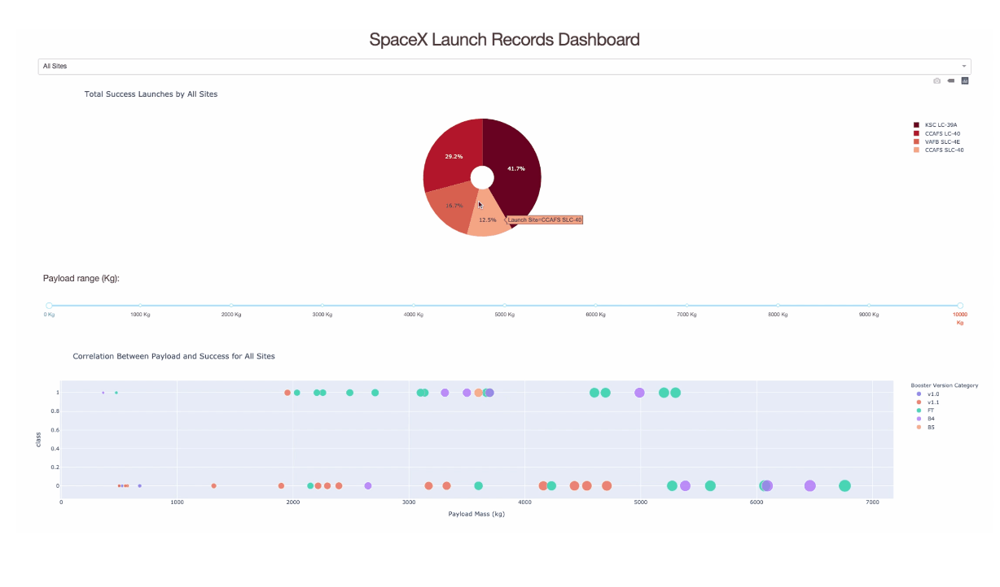 SpaceX Launch Records Dashboard
All Sites
Total Success Launches by All Sites
KSC LC-39A
CCAFS LC-40
VAFB SLC-4E
CCAFS SLC-40
29.2%
41.7%
16.7%
12.5%
Launch Site=CCAFS SLC-40
Payload range (Kg):
0 Kg 1000 Kg 2000 Kg 3000 Kg 4000 Kg 5000 Kg 6000 Kg 7000 Kg 8000 Kg 9000 Kg 10000
Kg
Correlation Between Payload and Success for All Sites
Booster Version Category
v1.0
v1.1
FT
B4
B5
class
1
0.8
0.6
0.4
0.2
0
0 1000 2000 3000 4000 5000 6000 7000
Payload Mass (kg)